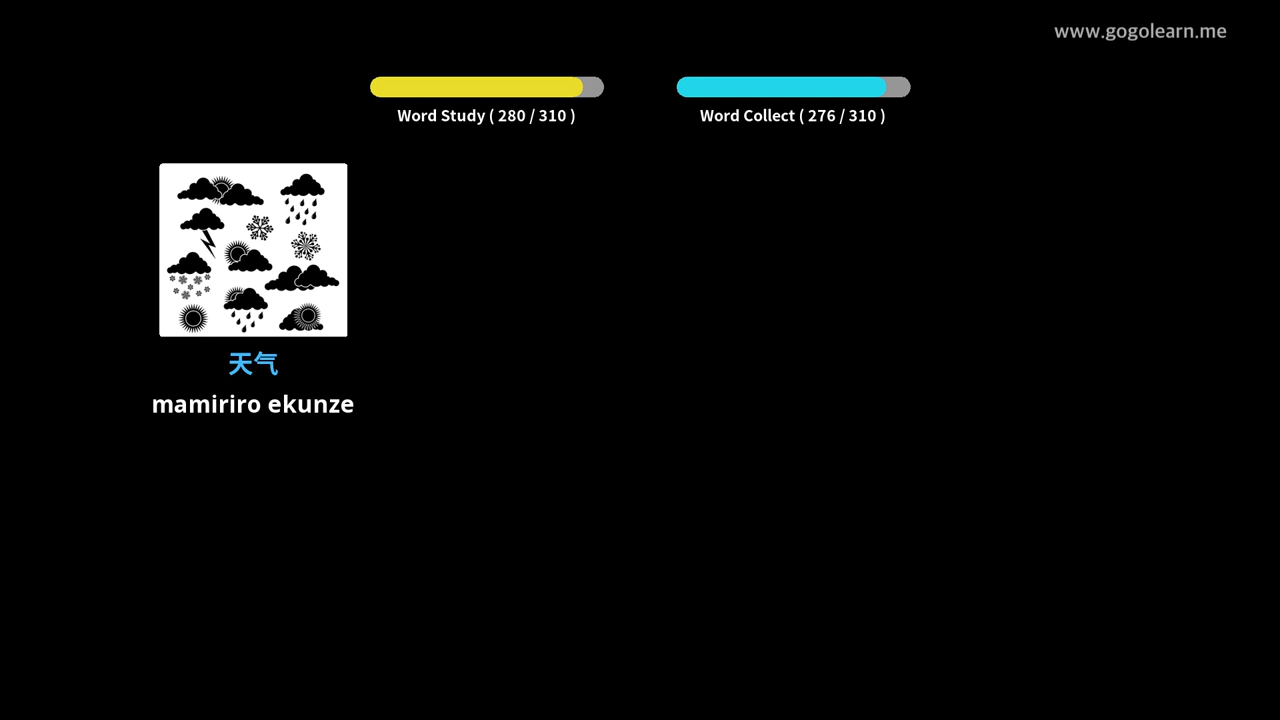 www.gogolearn.me
Word Study ( 280 / 310 )
Word Collect ( 276 / 310 )
天气
mamiriro ekunze